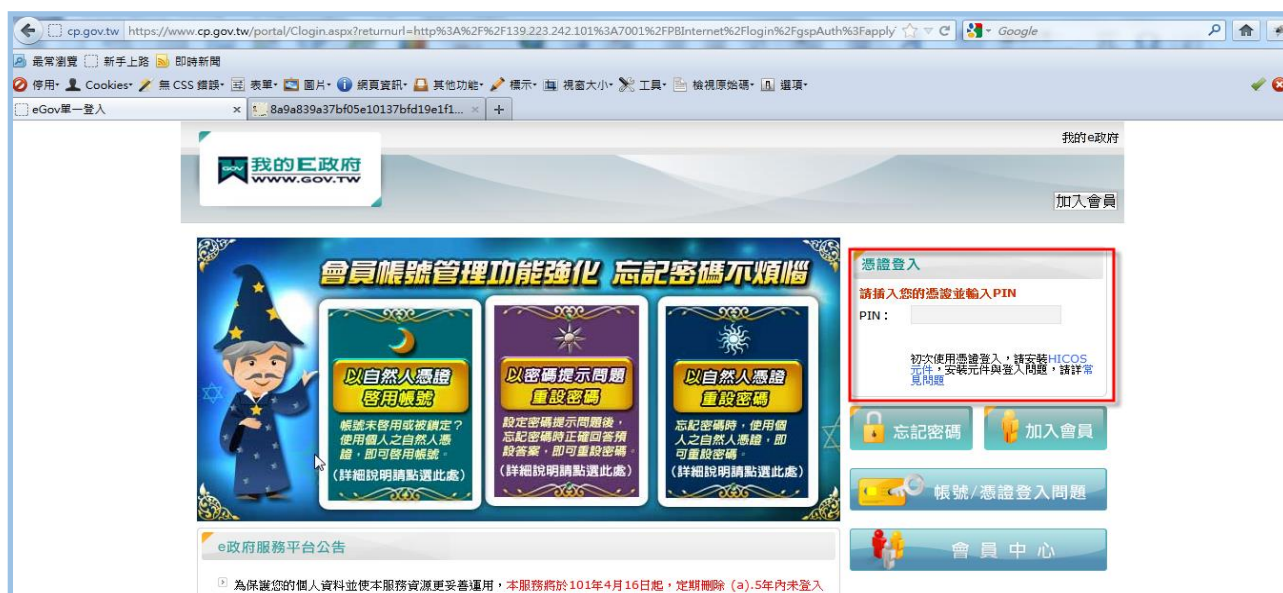 cp.gov.tw https://www.cp.gov.tw/portal/Clogin.aspx?returnurl=http%3A%2F%2F139.223.242.101%3A7001%2FPBInternet%2Flogin%2FgspAuth%3Fapply Google
最常瀏覽 新手上路 即時新聞
停用 Cookies 無 CSS 錯誤 表單 圖片 網頁資訊 其他功能 標示 視窗大小 工具 檢視原始碼 選項
eGov單一登入 × 8a9a839a37bf05e10137bfd19e1f1... × +
我的e政府
GOV 我的E政府
WWW.GOV.TW
加入會員
會員帳號管理功能強化 忘記密碼不煩惱
以自然人憑證
啓用帳號
帳號未啓用或被鎖定？
使用個人之自然人憑
證，即可啓用帳號。
(詳細說明請點選此處)
以密碼提示問題
重設密碼
設定密碼提示問題後，
忘記密碼時正確回答預
設答案，即可重設密碼。
(詳細說明請點選此處)
以自然人憑證
重設密碼
忘記密碼時，使用個
人之自然人憑證，即
可重設密碼。
(詳細說明請點選此處)
憑證登入
請插入您的憑證並輸入PIN
PIN：
初次使用憑證登入，請安裝HICOS
元件，安裝元件與登入問題，請詳常
見問題
忘記密碼
加入會員
帳號/憑證登入問題
會員中心
e政府服務平台公告
為保護您的個人資料並使本服務資源更妥善運用，本服務將於101年4月16日起，定期刪除 (a).5年內未登入